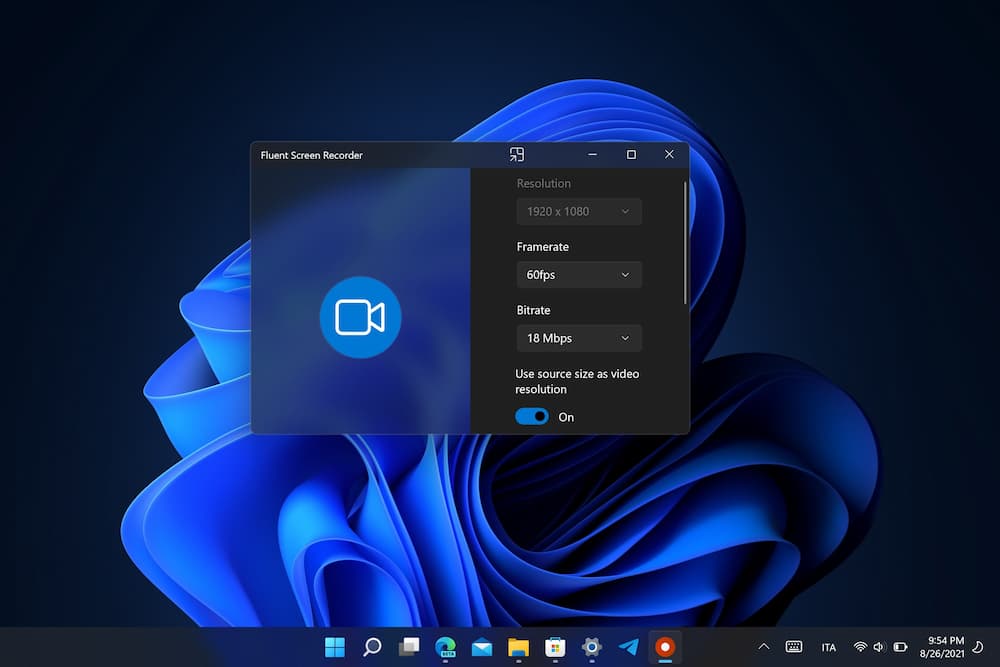 Fluent Screen Recorder
Resolution
1920 x 1080
Framerate
60fps
Bitrate
18 Mbps
Use source size as video
resolution
On
BETA
ITA
9:54 PM
8/26/2021